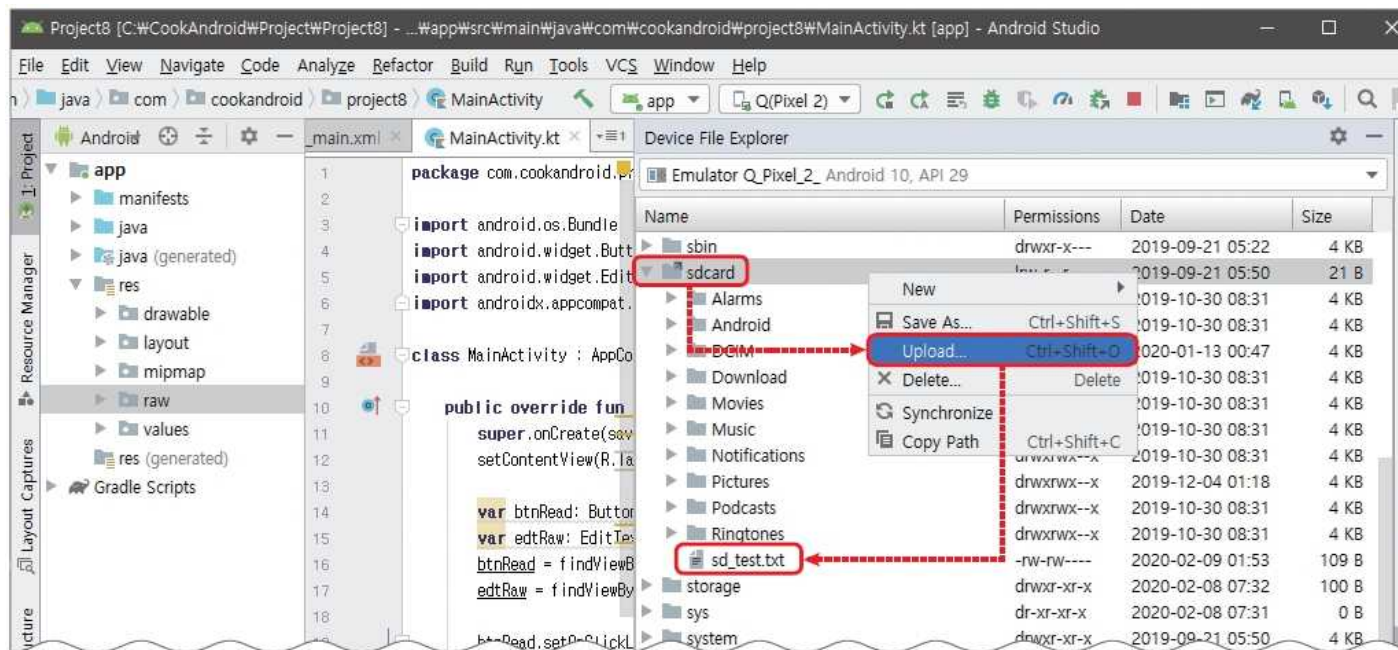 Project8 [C:₩CookAndroid₩Project₩Project8] - ...₩app₩src₩main₩java₩com₩cookandroid₩project8₩MainActivity.kt [app] - Android Studio
File Edit View Navigate Code Analyze Refactor Build Run Tools VCS Window Help
java com cookandroid project8 MainActivity app Q(Pixel 2)
1: Project
Resource Manager
Layout Captures
Android
app
manifests
java
java (generated)
res
drawable
layout
mipmap
raw
values
res (generated)
Gradle Scripts
_main.xml MainActivity.kt
1 package com.cookandroid.pr
2
3 import android.os.Bundle
4 import android.widget.Butt
5 import android.widget.Edit
6 import androidx.appcompat.
7
8 class MainActivity : AppCo
9
10 public override fun
11 super.onCreate(sav
12 setContentView(R.la
13
14 var btnRead: Button
15 var edtRaw: EditTex
16 btnRead = findViewB
17 edtRaw = findViewBy
18
btnRead.setOnClickL
Device File Explorer
Emulator Q_Pixel_2_ Android 10, API 29
Name Permissions Date Size
sbin drwxr-x--- 2019-09-21 05:22 4 KB
sdcard 2019-09-21 05:50 21 B
Alarms 2019-10-30 08:31 4 KB
Android 2019-10-30 08:31 4 KB
DCIM 2020-01-13 00:47 4 KB
Download 2019-10-30 08:31 4 KB
Movies 2019-10-30 08:31 4 KB
Music 2019-10-30 08:31 4 KB
Notifications drwxrwx--x 2019-10-30 08:31 4 KB
Pictures drwxrwx--x 2019-12-04 01:18 4 KB
Podcasts drwxrwx--x 2019-10-30 08:31 4 KB
Ringtones drwxrwx--x 2019-10-30 08:31 4 KB
sd_test.txt -rw-rw---- 2020-02-09 01:53 109 B
storage drwxr-xr-x 2020-02-08 07:32 100 B
sys dr-xr-xr-x 2020-02-08 07:31 0 B
system drwxr-xr-x 2019-09-21 05:50 4 KB
New
Save As... Ctrl+Shift+S
Upload... Ctrl+Shift+O
Delete... Delete
Synchronize
Copy Path Ctrl+Shift+C